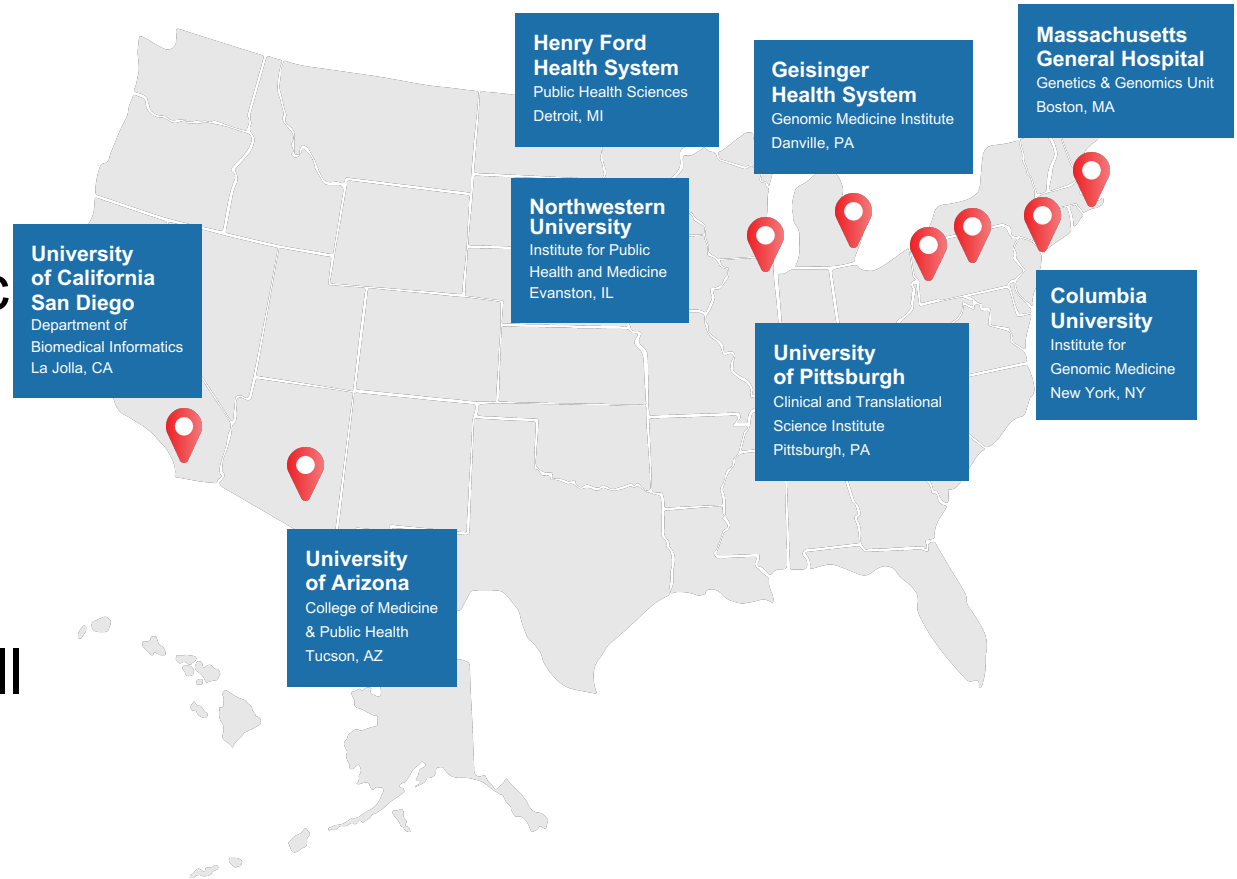 Henry Ford
Health System
Public Health Sciences
Detroit, MI
Geisinger
Health System
Genomic Medicine Institute
Danville, PA
Massachusetts
General Hospital
Genetics & Genomics Unit
Boston, MA
Northwestern
University
Institute for Public
Health and Medicine
Evanston, IL
University
of California
San Diego
Department of
Biomedical Informatics
La Jolla, CA
Columbia
University
Institute for
Genomic Medicine
New York, NY
University
of Pittsburgh
Clinical and Translational
Science Institute
Pittsburgh, PA
University
of Arizona
College of Medicine
& Public Health
Tucson, AZ